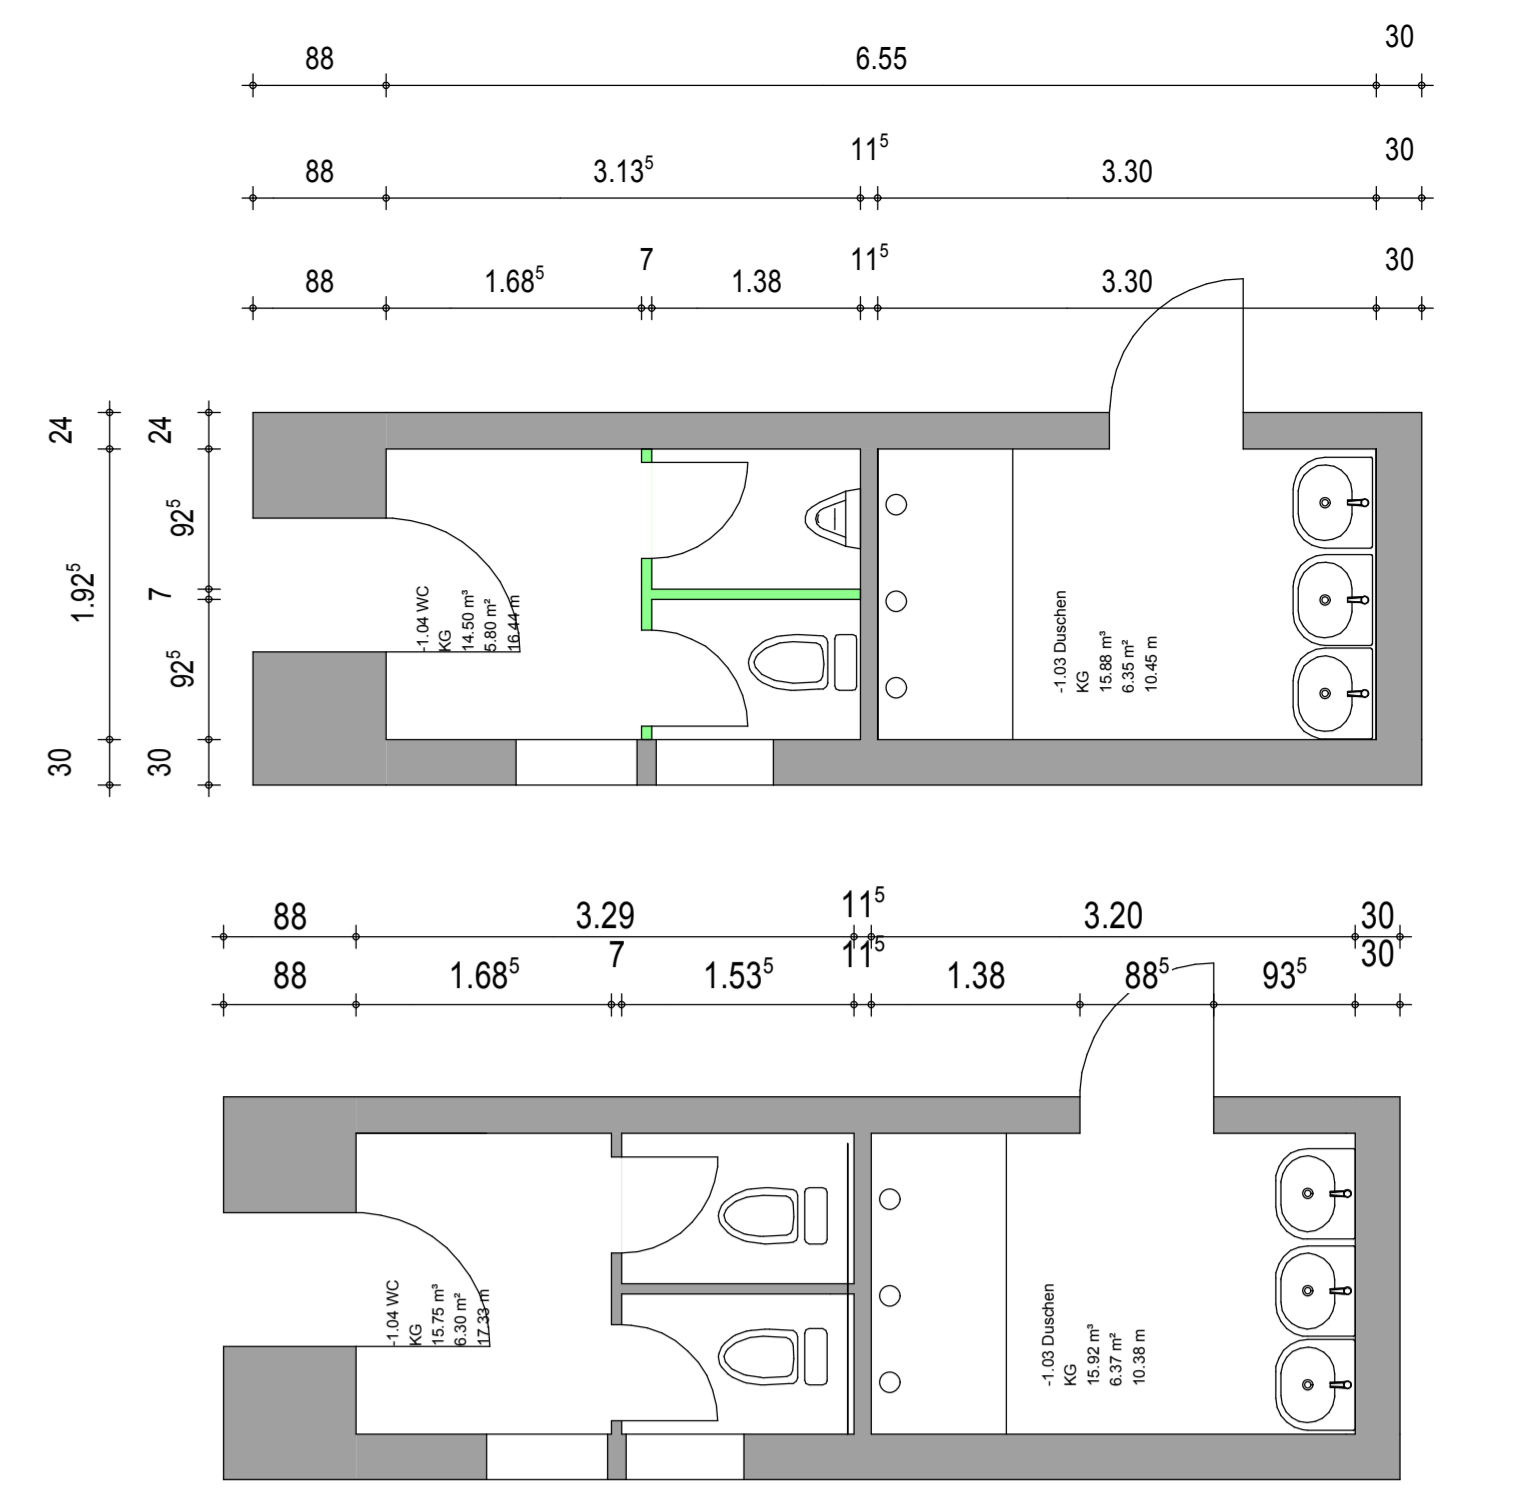 30
88 6.55
11⁵ 30
88 3.13⁵ 3.30
7 11⁵ 30
88 1.68⁵ 1.38 3.30
24 24
92⁵
1.92⁵ 7
92⁵
30 30
-1.04 WC
KG
14.50 m³
5.80 m²
16.44 m
-1.03 Duschen
KG
15.88 m³
6.35 m²
10.45 m
88 3.29 11⁵ 3.20 30
7 11⁵ 30
88 1.68⁵ 1.53⁵ 1.38 88⁵ 93⁵
-1.04 WC
KG
15.75 m³
6.30 m²
17.33 m
-1.03 Duschen
KG
15.92 m³
6.37 m²
10.38 m